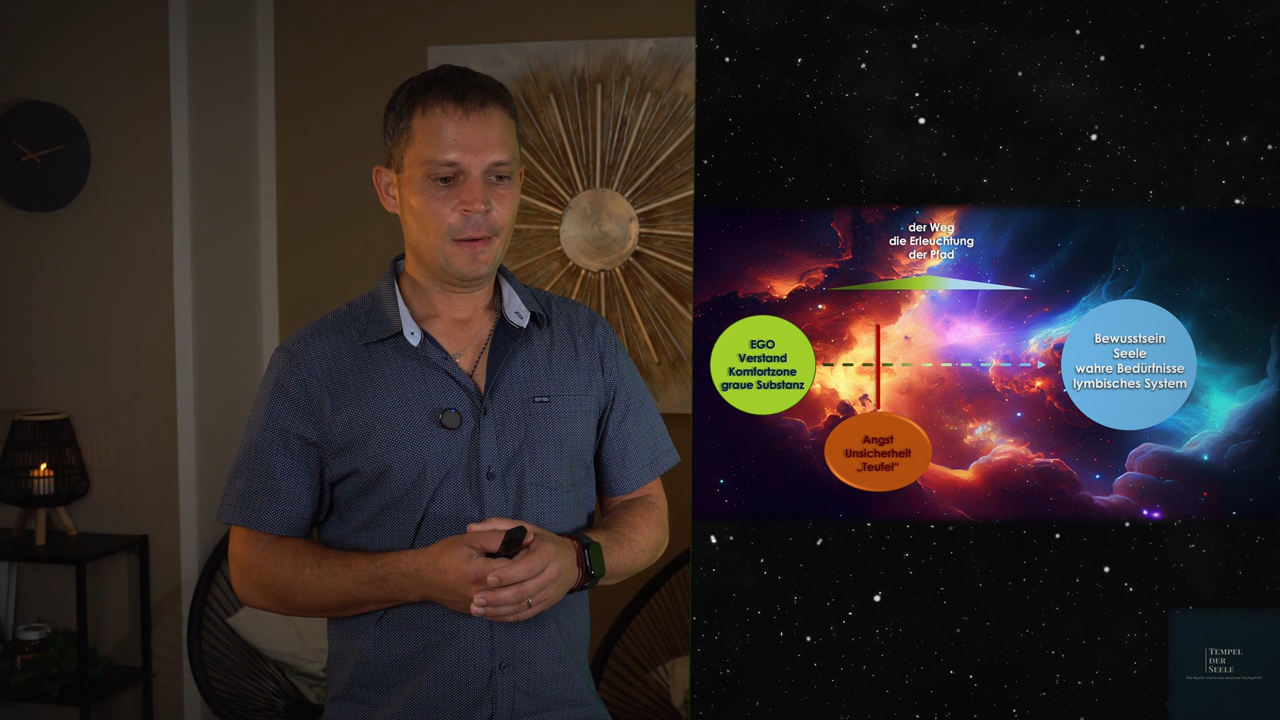 der Weg
die Erleuchtung
der Pfad
EGO
Verstand
Komfortzone
graue Substanz
Bewusstsein
Seele
wahre Bedürfnisse
lymbisches System
Angst
Unsicherheit
„Teufel“
TEMPEL
DER
SEELE